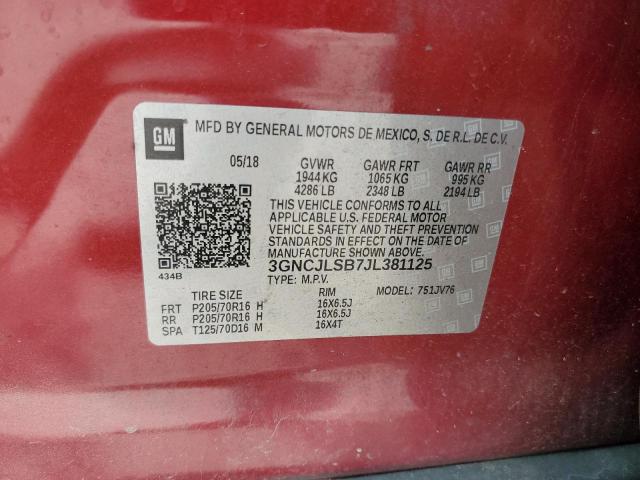 GM
MFD BY GENERAL MOTORS DE MEXICO, S. DE R.L. DE C.V.
05/18 GVWR GAWR FRT GAWR RR
1944 KG 1065 KG 995 KG
4286 LB 2348 LB 2194 LB
THIS VEHICLE CONFORMS TO ALL
APPLICABLE U.S. FEDERAL MOTOR
VEHICLE SAFETY AND THEFT PREVENTION
STANDARDS IN EFFECT ON THE DATE OF
MANUFACTURE SHOWN ABOVE.
434B
3GNCJLSB7JL381125
TYPE: M.P.V. MODEL: 751JV76
TIRE SIZE RIM
FRT P205/70R16 H 16X6.5J
RR P205/70R16 H 16X6.5J
SPA T125/70D16 M 16X4T